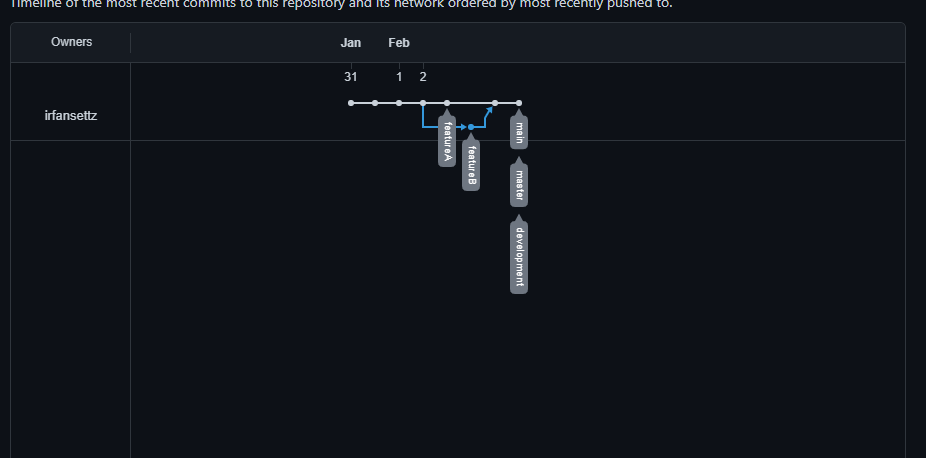 Timeline of the most recent commits to this repository and its network ordered by most recently pushed to.
Owners
Jan Feb
31 1 2
irfansettz
featureA
featureB
main
master
development